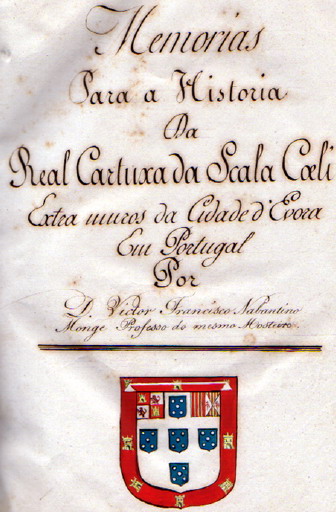 Memorias
Para a Historia
Da
Real Cartuxa da Scala Cœli
Extra muros da Cidade d'Evora
Em Portugal
Por
D. Victor Francisco Nabantino
Monge Professo do mesmo Mosteiro.